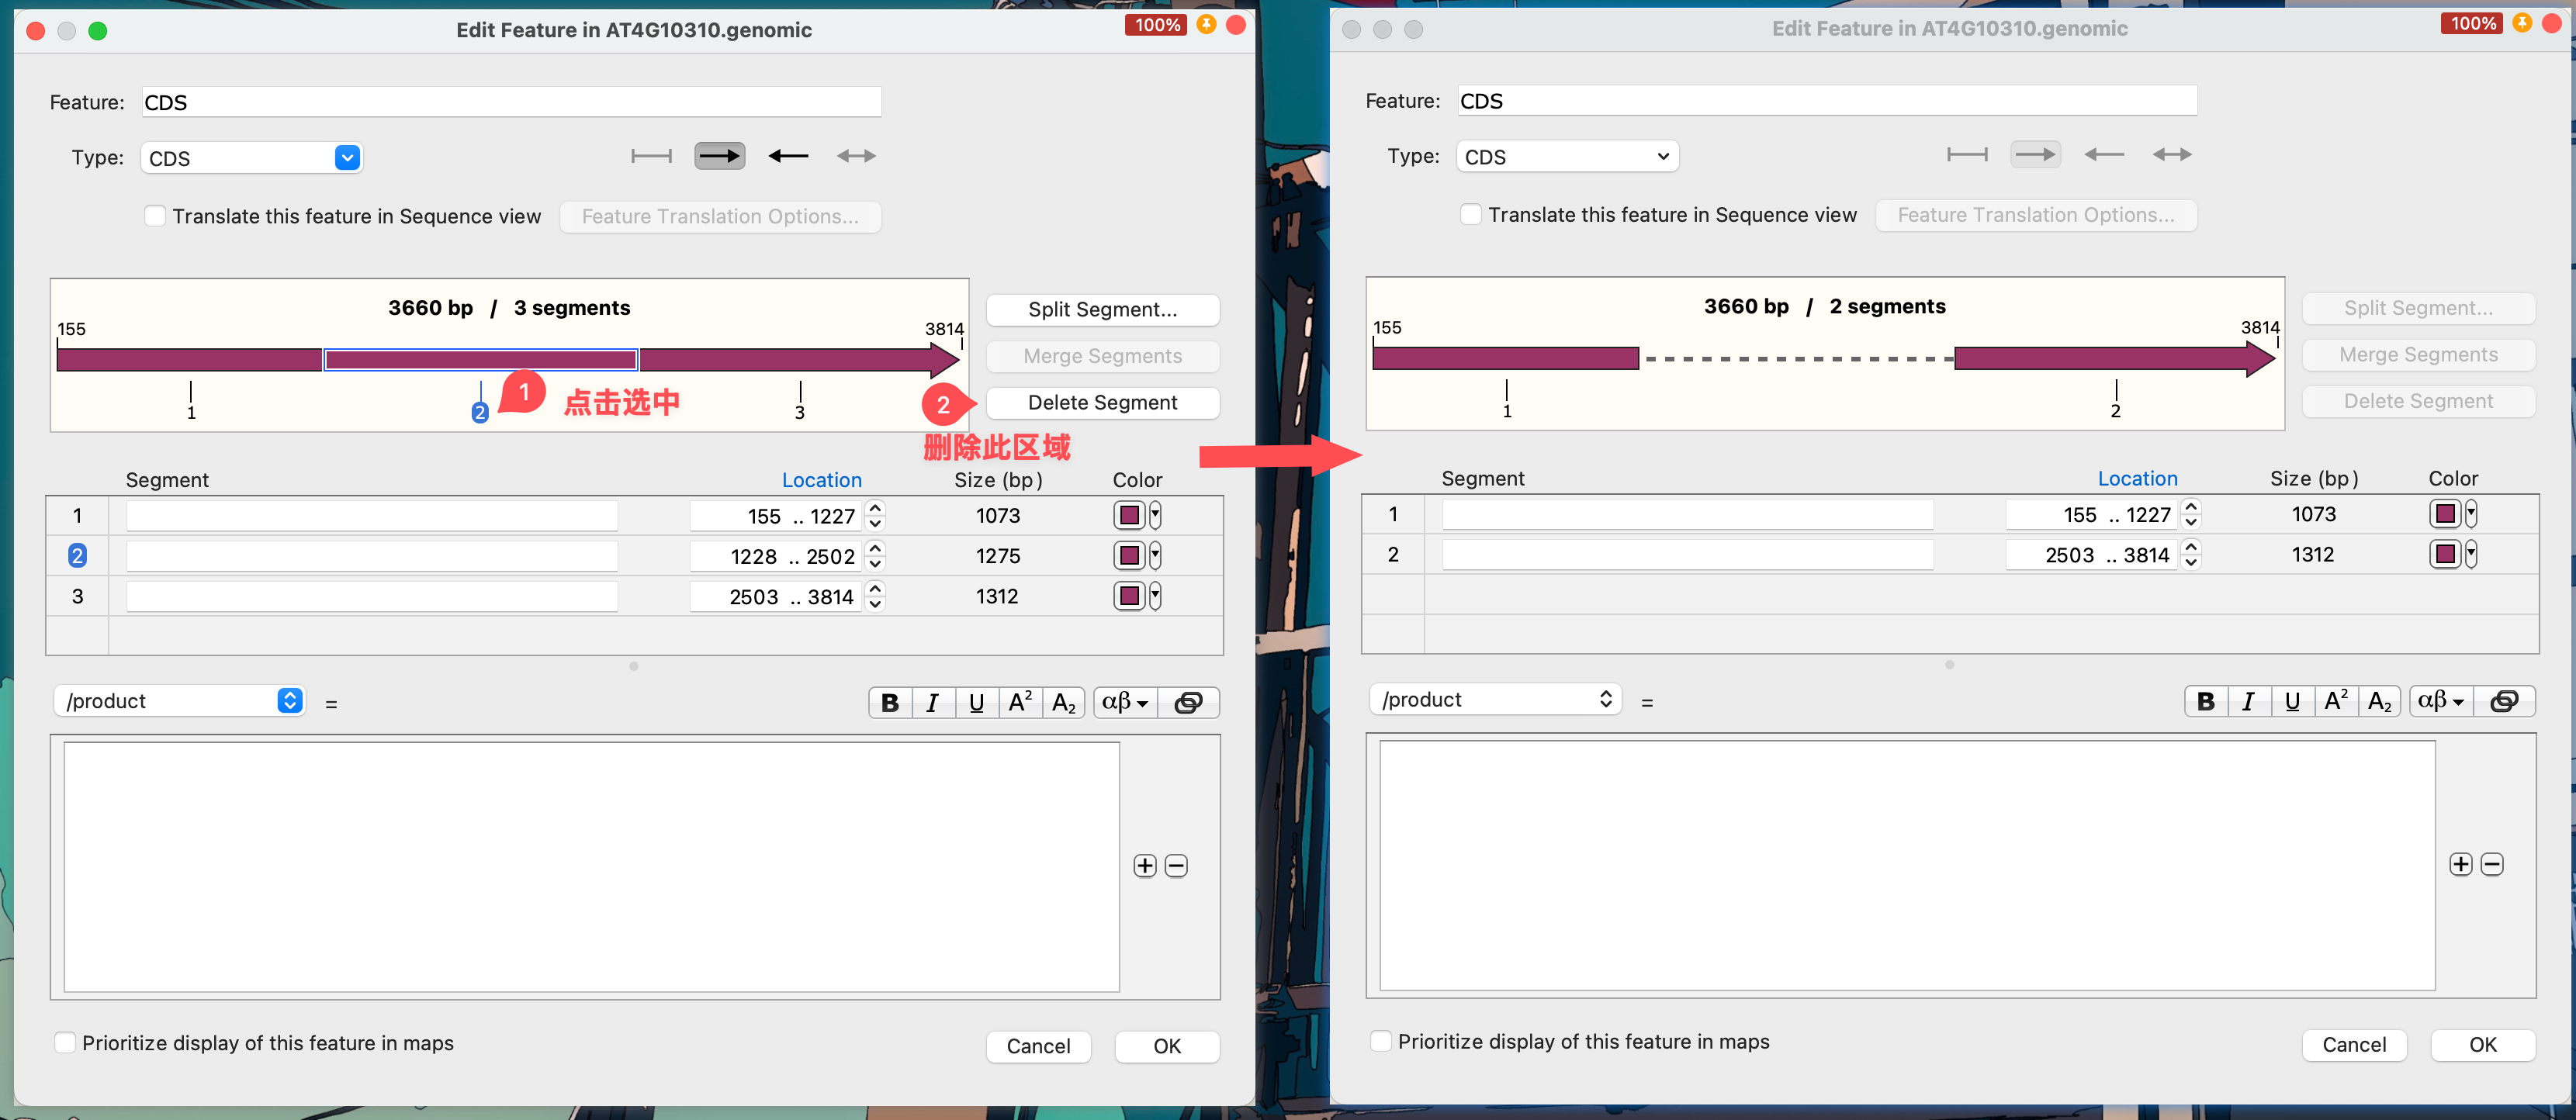 Edit Feature in AT4G10310.genomic
100%
Feature: CDS
Type: CDS
Translate this feature in Sequence view
Feature Translation Options...
3660 bp / 3 segments
155
3814
1
2
3
1 点击选中
2
删除此区域
Split Segment...
Merge Segments
Delete Segment
Segment Location Size (bp) Color
1 155 .. 1227 1073
2 1228 .. 2502 1275
3 2503 .. 3814 1312
/product =
B I U A² A₂ αβ
Prioritize display of this feature in maps
Cancel OK
Edit Feature in AT4G10310.genomic
100%
Feature: CDS
Type: CDS
Translate this feature in Sequence view
Feature Translation Options...
3660 bp / 2 segments
155
3814
1
2
Split Segment...
Merge Segments
Delete Segment
Segment Location Size (bp) Color
1 155 .. 1227 1073
2 2503 .. 3814 1312
/product =
B I U A² A₂ αβ
Prioritize display of this feature in maps
Cancel OK